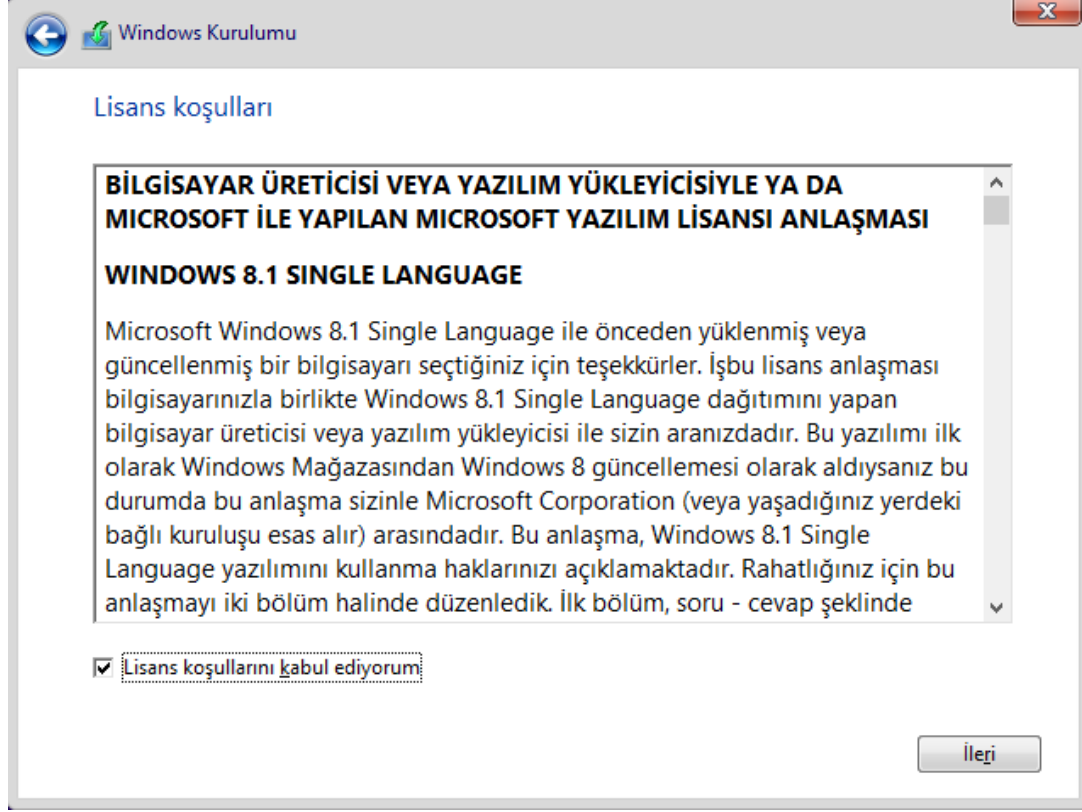 Windows Kurulumu
Lisans koşulları
BİLGİSAYAR ÜRETİCİSİ VEYA YAZILIM YÜKLEYİCİSİYLE YA DA
MICROSOFT İLE YAPILAN MICROSOFT YAZILIM LİSANSI ANLAŞMASI
WINDOWS 8.1 SINGLE LANGUAGE
Microsoft Windows 8.1 Single Language ile önceden yüklenmiş veya
güncellenmiş bir bilgisayarı seçtiğiniz için teşekkürler. İşbu lisans anlaşması
bilgisayarınızla birlikte Windows 8.1 Single Language dağıtımını yapan
bilgisayar üreticisi veya yazılım yükleyicisi ile sizin aranızdadır. Bu yazılımı ilk
olarak Windows Mağazasından Windows 8 güncellemesi olarak aldıysanız bu
durumda bu anlaşma sizinle Microsoft Corporation (veya yaşadığınız yerdeki
bağlı kuruluşu esas alır) arasındadır. Bu anlaşma, Windows 8.1 Single
Language yazılımını kullanma haklarınızı açıklamaktadır. Rahatlığınız için bu
anlaşmayı iki bölüm halinde düzenledik. İlk bölüm, soru - cevap şeklinde
Lisans koşullarını kabul ediyorum
İleri